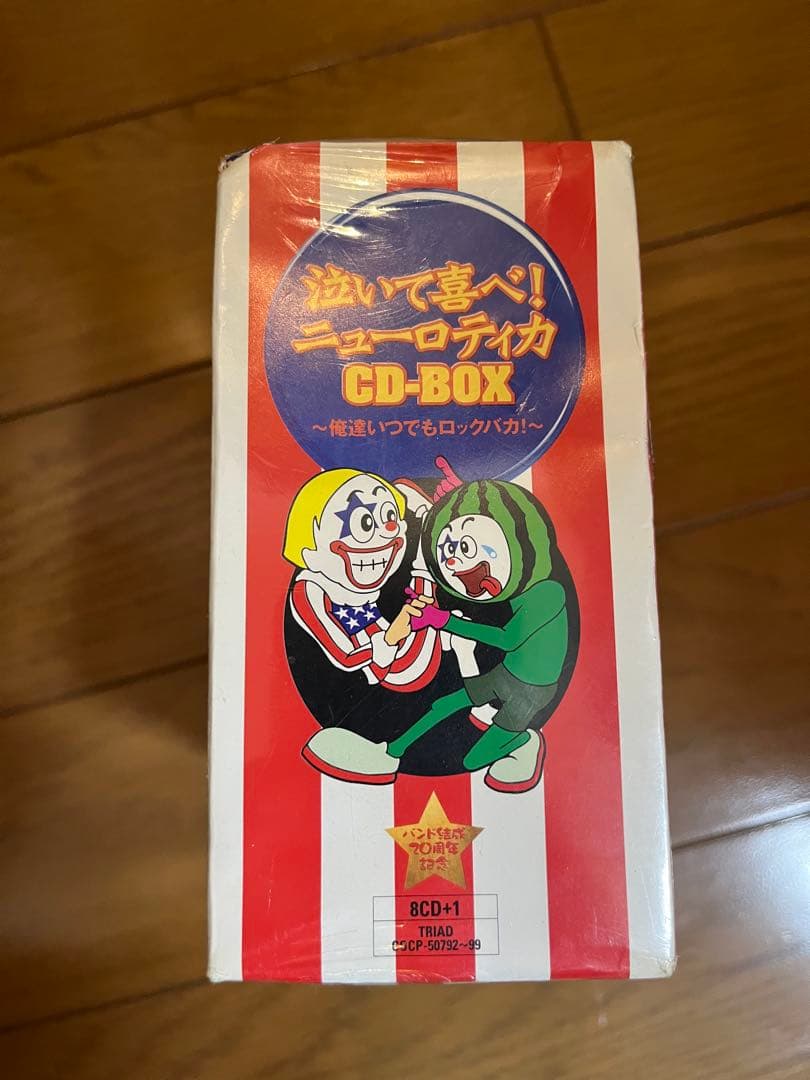 泣いて喜べ!
ニューロティカ
CD-BOX
～俺達いつでもロックバカ!～
バンド結成
20周年
記念
8CD+1
TRIAD
COCP-50792～99